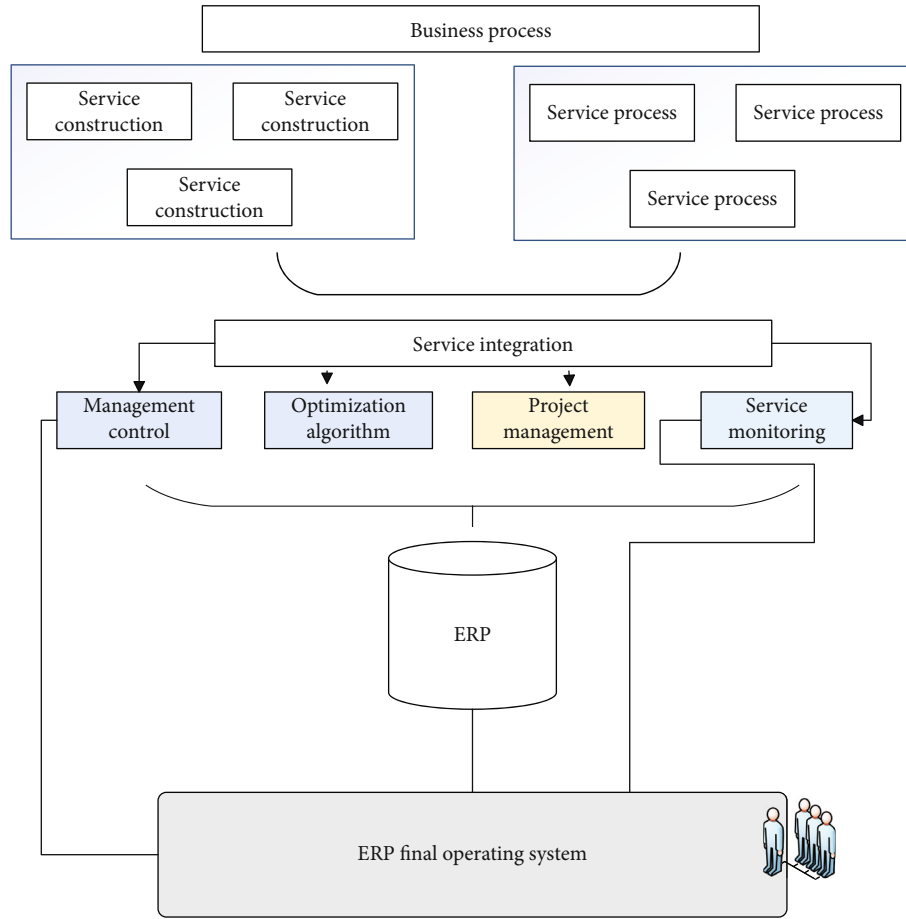 Business process
Service
construction
Service
construction
Service
construction
Service process
Service process
Service process
Service integration
Management
control
Optimization
algorithm
Project
management
Service
monitoring
ERP
ERP final operating system